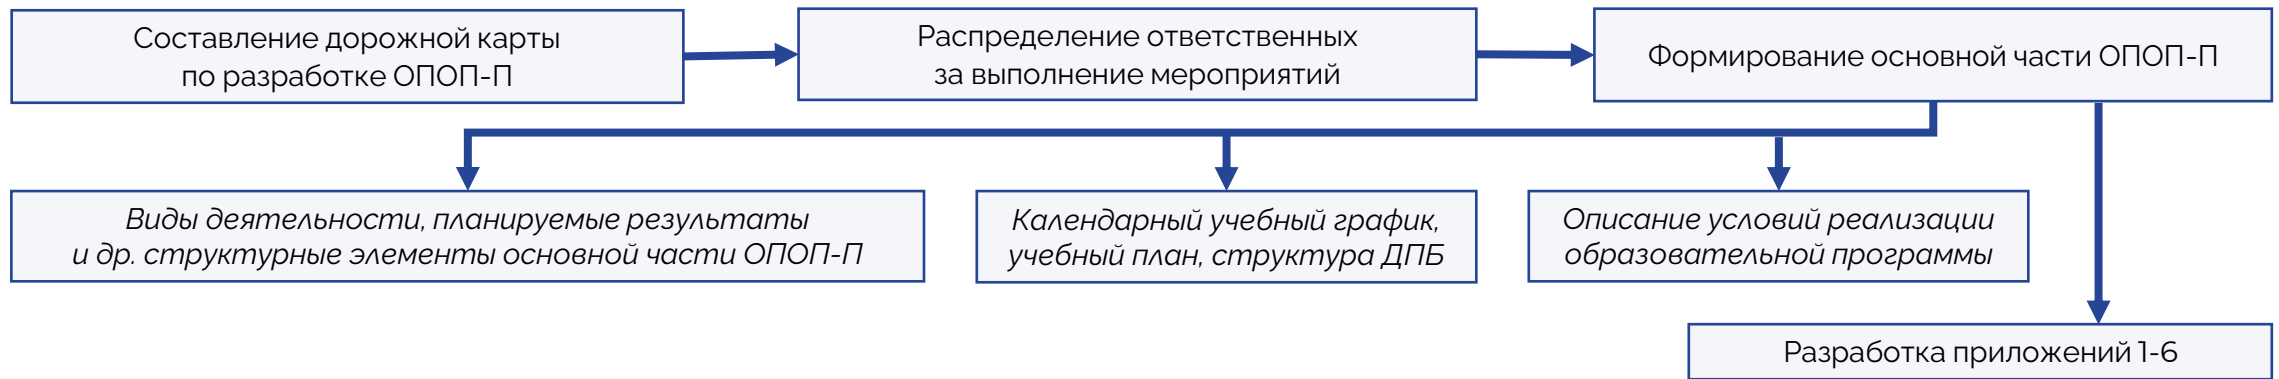 Составление дорожной карты
по разработке ОПОП-П
Распределение ответственных
за выполнение мероприятий
Формирование основной части ОПОП-П
Виды деятельности, планируемые результаты
и др. структурные элементы основной части ОПОП-П
Календарный учебный график,
учебный план, структура ДПБ
Описание условий реализации
образовательной программы
Разработка приложений 1-6